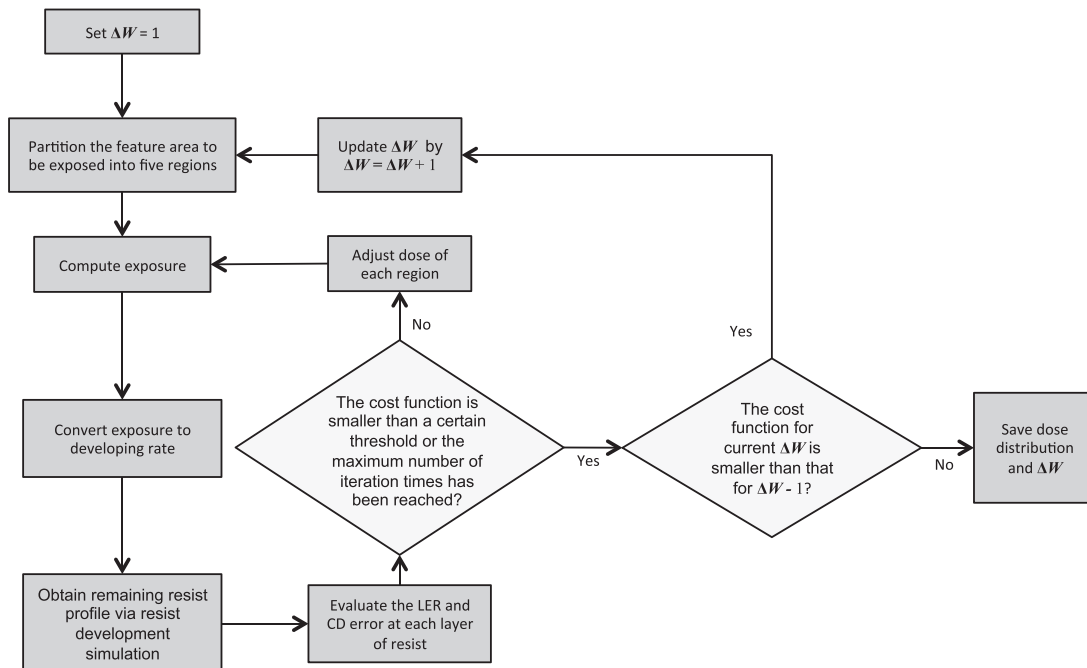 Set ΔW = 1
Partition the feature area to
be exposed into five regions
Update ΔW by
ΔW = ΔW + 1
Compute exposure
Adjust dose of
each region
No
Yes
Convert exposure to
developing rate
The cost function is
smaller than a certain
threshold or the
maximum number of
iteration times has
been reached?
Yes
The cost
function for
current ΔW is
smaller than that
for ΔW - 1?
No
Save dose
distribution
and ΔW
Obtain remaining resist
profile via resist
development
simulation
Evaluate the LER and
CD error at each layer
of resist